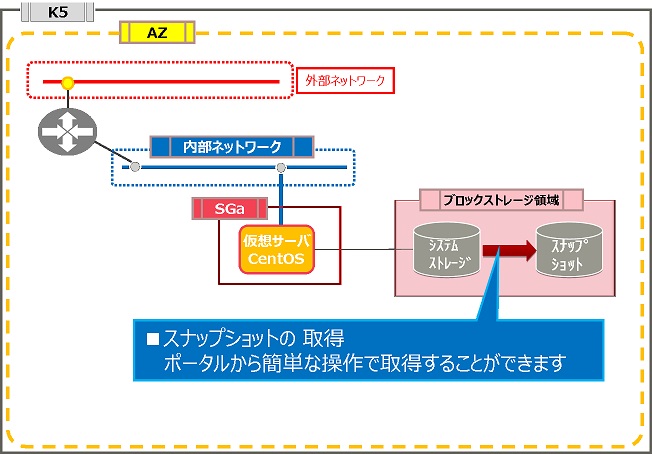 K5
AZ
外部ネットワーク
内部ネットワーク
SGa
ブロックストレージ領域
仮想サーバ
CentOS
システム
ストレージ
スナップ
ショット
■スナップショットの 取得
ポータルから簡単な操作で取得することができます